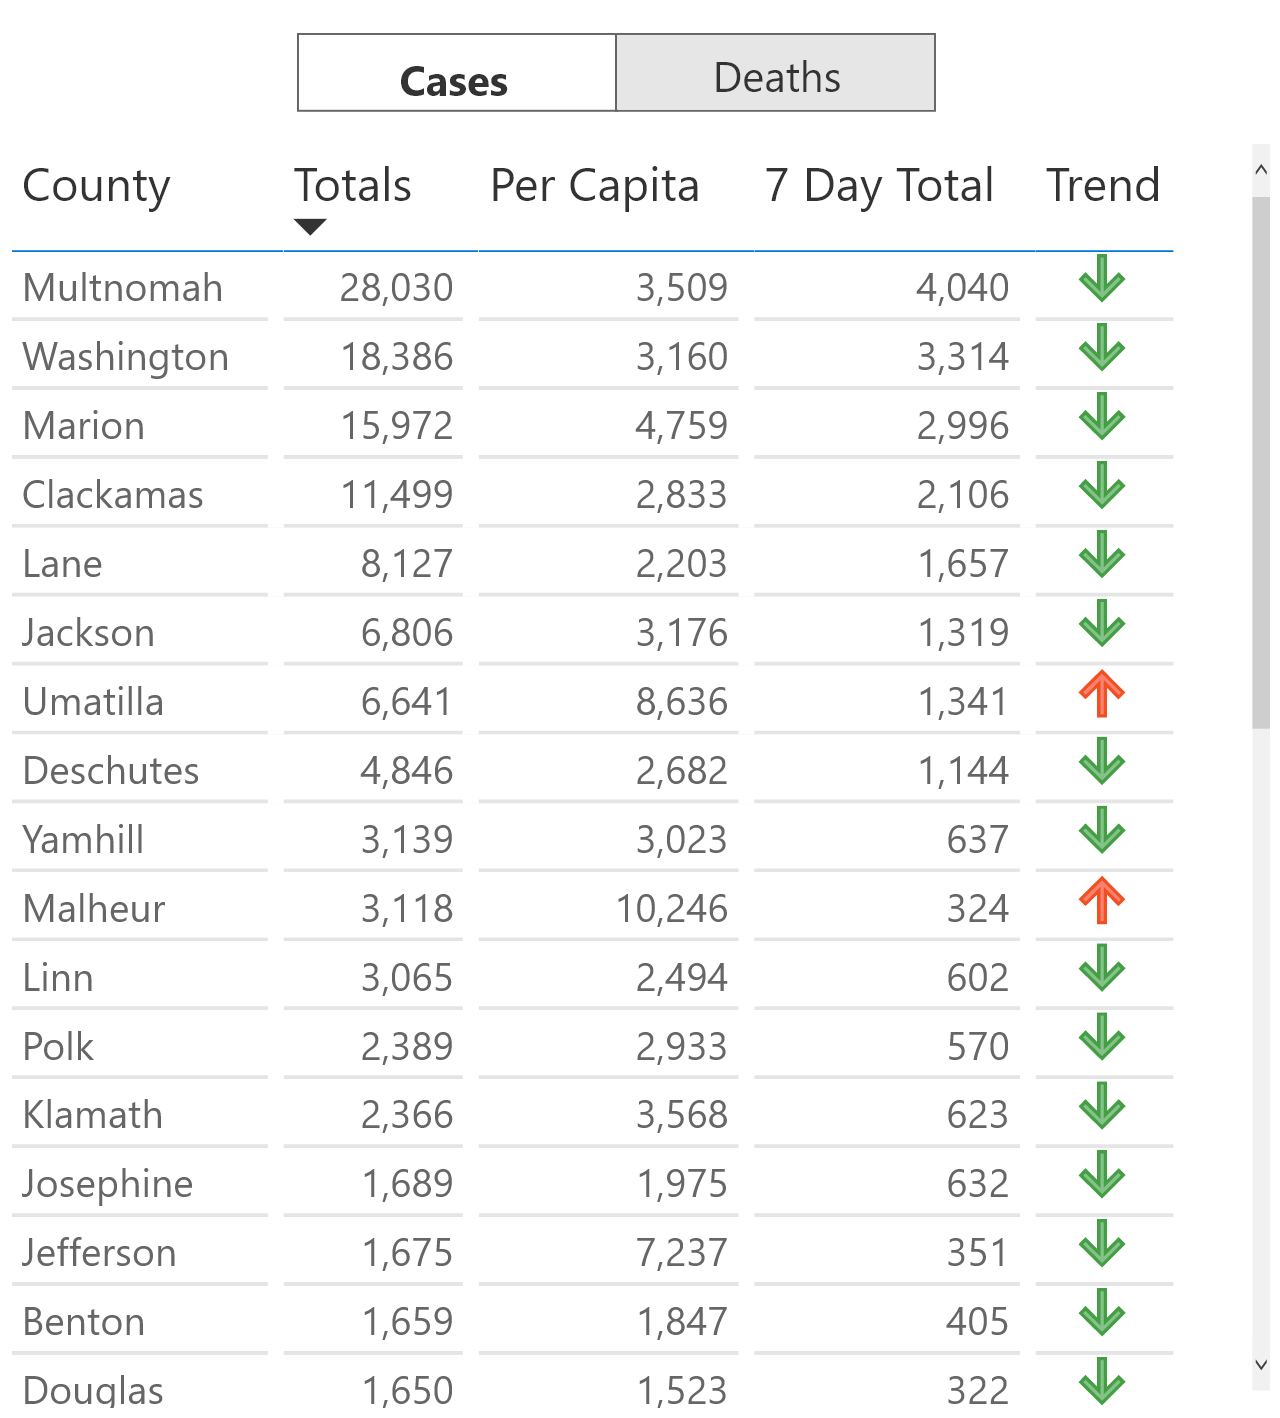 Cases Deaths
County Totals Per Capita 7 Day Total Trend
Multnomah 28,030 3,509 4,040
Washington 18,386 3,160 3,314
Marion 15,972 4,759 2,996
Clackamas 11,499 2,833 2,106
Lane 8,127 2,203 1,657
Jackson 6,806 3,176 1,319
Umatilla 6,641 8,636 1,341
Deschutes 4,846 2,682 1,144
Yamhill 3,139 3,023 637
Malheur 3,118 10,246 324
Linn 3,065 2,494 602
Polk 2,389 2,933 570
Klamath 2,366 3,568 623
Josephine 1,689 1,975 632
Jefferson 1,675 7,237 351
Benton 1,659 1,847 405
Douglas 1,650 1,523 322